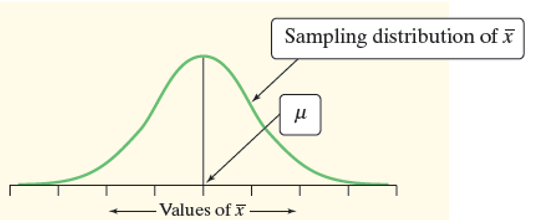 Sampling distribution of x̅
μ
Values of x̅